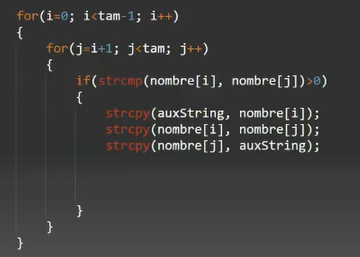 for(i=0; i<tam-1; i++)
{
    for(j=i+1; j<tam; j++)
    {
        if(strcmp(nombre[i], nombre[j])>0)
        {
            strcpy(auxString, nombre[i]);
            strcpy(nombre[i], nombre[j]);
            strcpy(nombre[j], auxString);
        }
    }
}